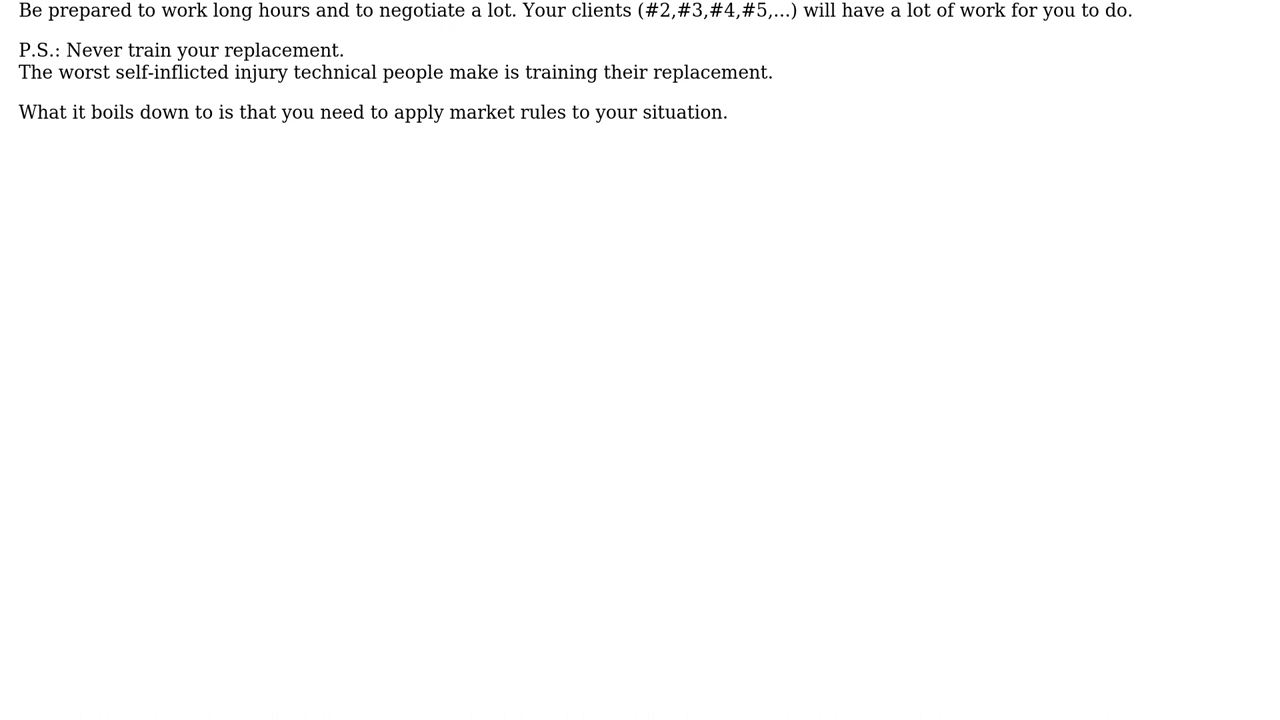 Be prepared to work long hours and to negotiate a lot. Your clients (#2,#3,#4,#5,...) will have a lot of work for you to do.
P.S.: Never train your replacement.
The worst self-inflicted injury technical people make is training their replacement.
What it boils down to is that you need to apply market rules to your situation.